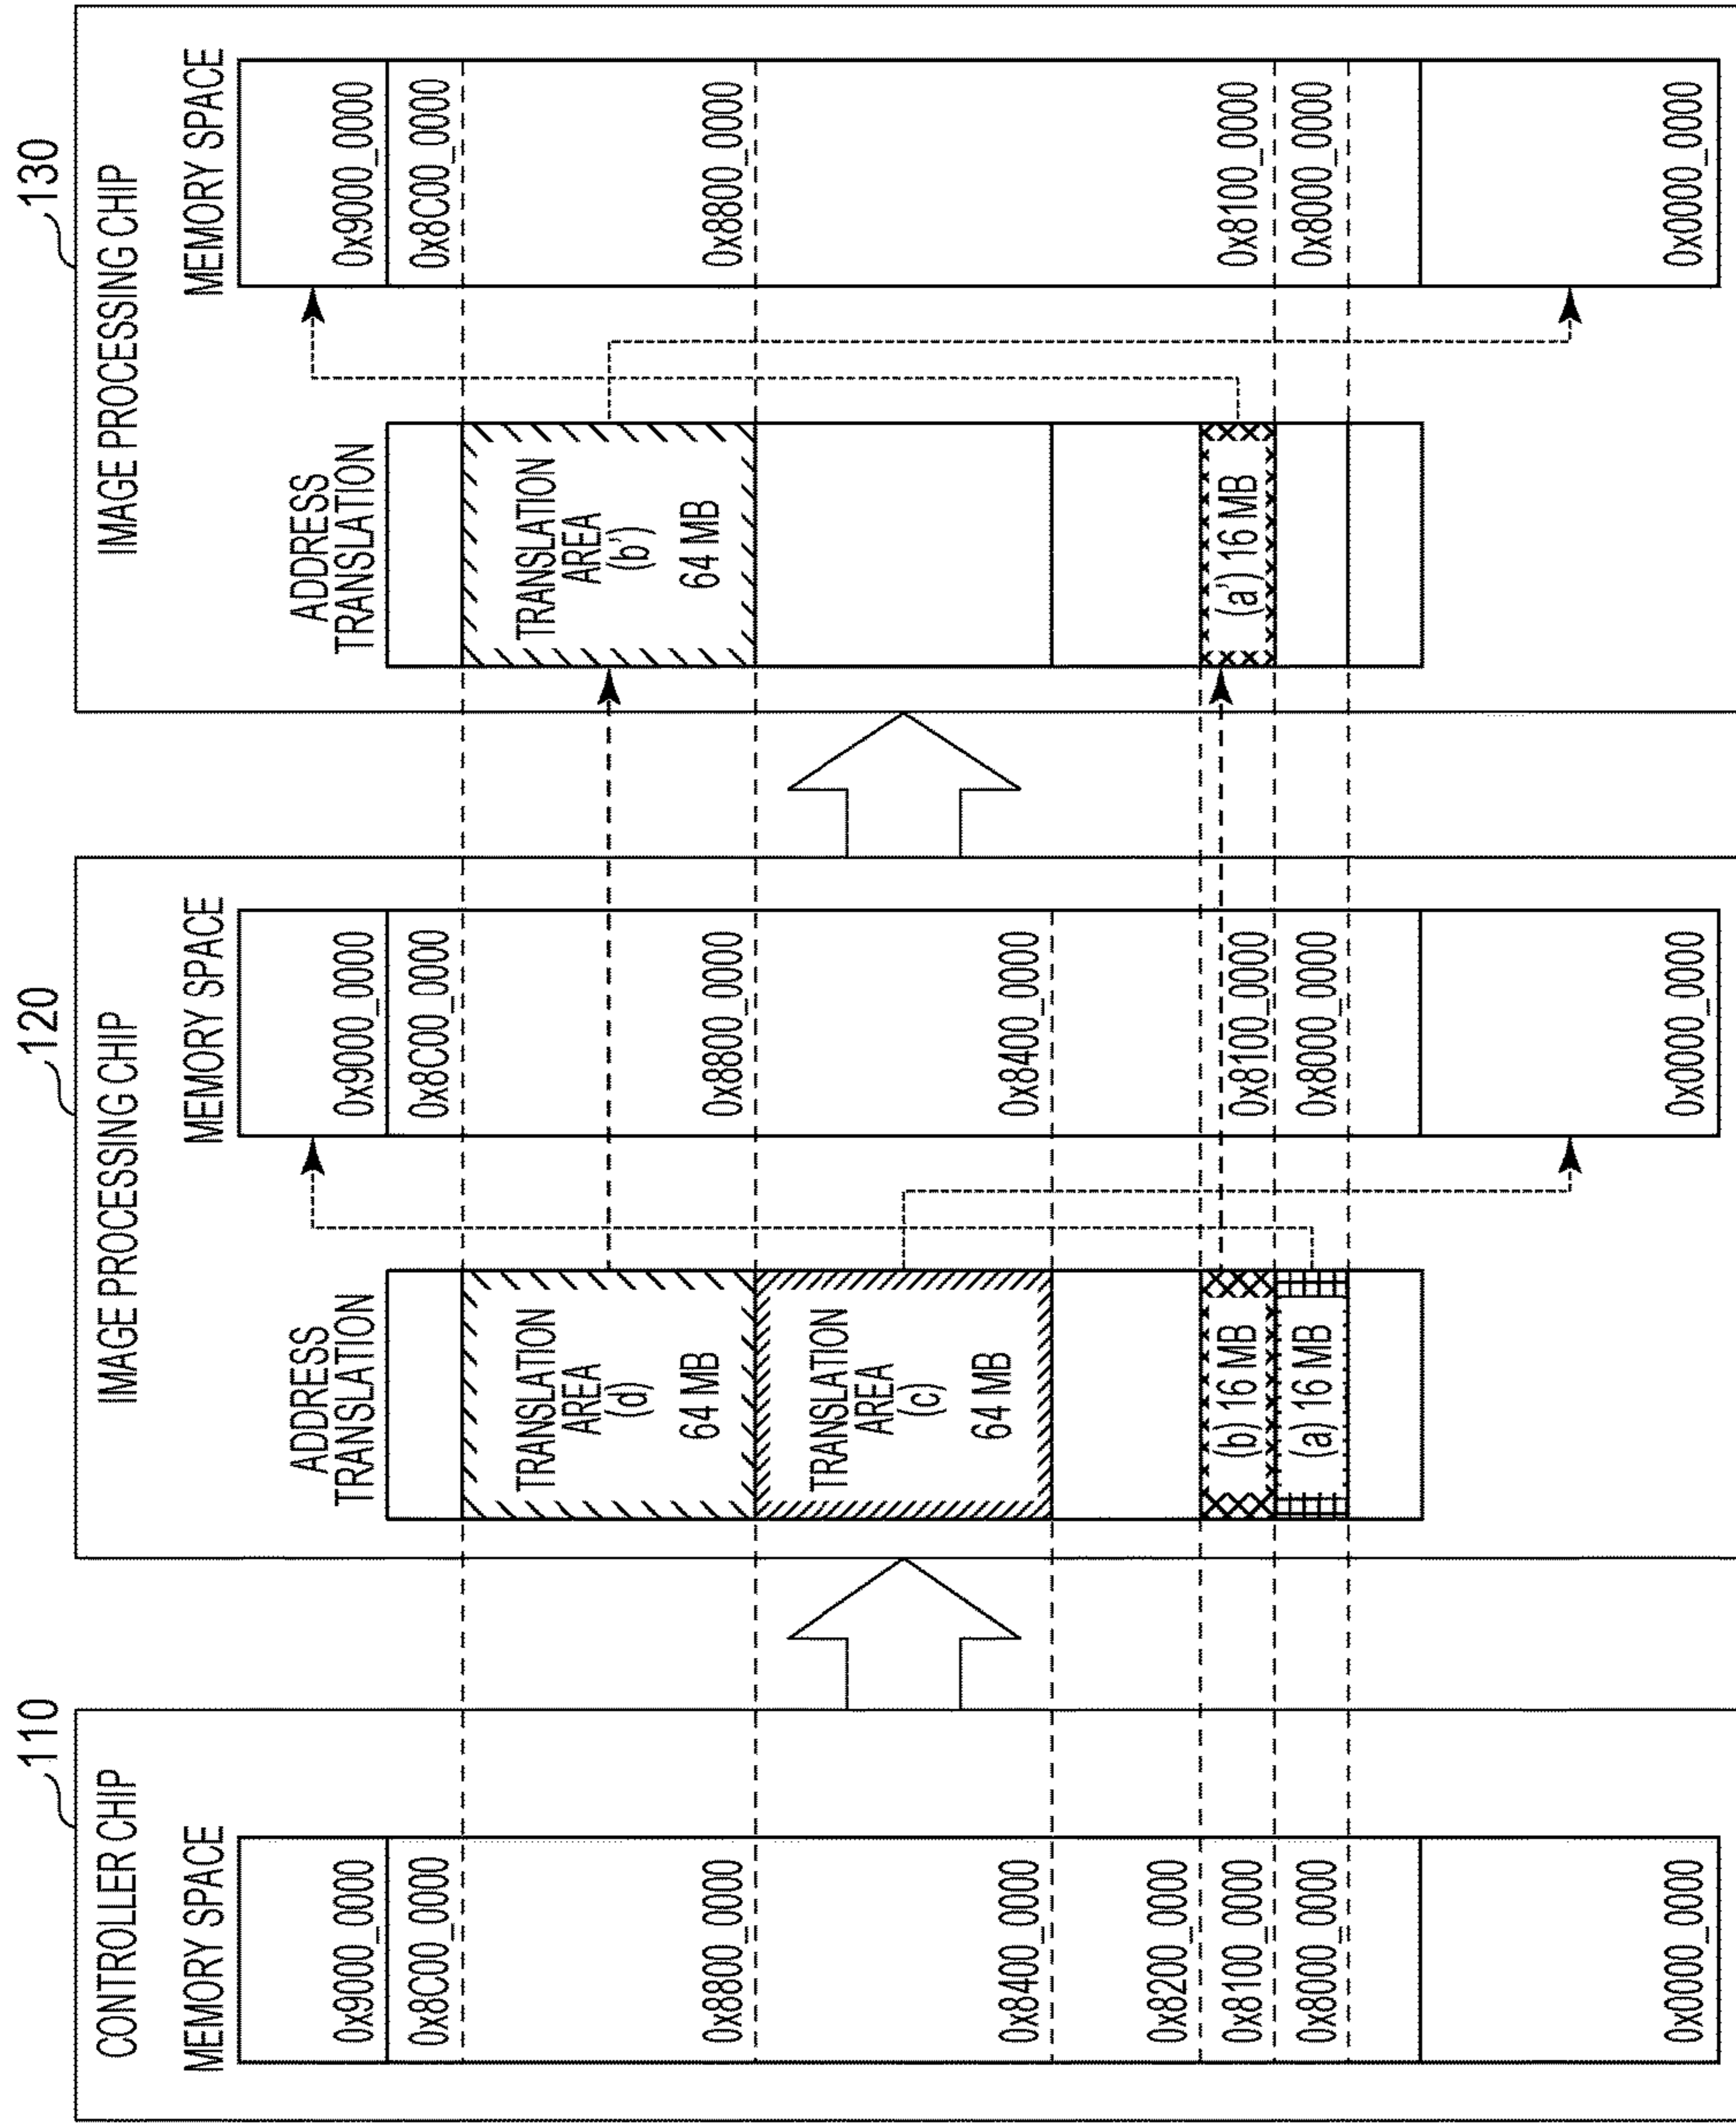 110
CONTROLLER CHIP
MEMORY SPACE
0x9000_0000
0x8C00_0000
0x8800_0000
0x8400_0000
0x8200_0000
0x8100_0000
0x8000_0000
0x0000_0000
120
IMAGE PROCESSING CHIP
ADDRESS
TRANSLATION
TRANSLATION
AREA
(d)
64 MB
TRANSLATION
AREA
(c)
64 MB
(b) 16 MB
(a) 16 MB
MEMORY SPACE
0x9000_0000
0x8C00_0000
0x8800_0000
0x8400_0000
0x8100_0000
0x8000_0000
0x0000_0000
130
IMAGE PROCESSING CHIP
ADDRESS
TRANSLATION
TRANSLATION
AREA
(b')
64 MB
(a') 16 MB
MEMORY SPACE
0x9000_0000
0x8C00_0000
0x8800_0000
0x8100_0000
0x8000_0000
0x0000_0000